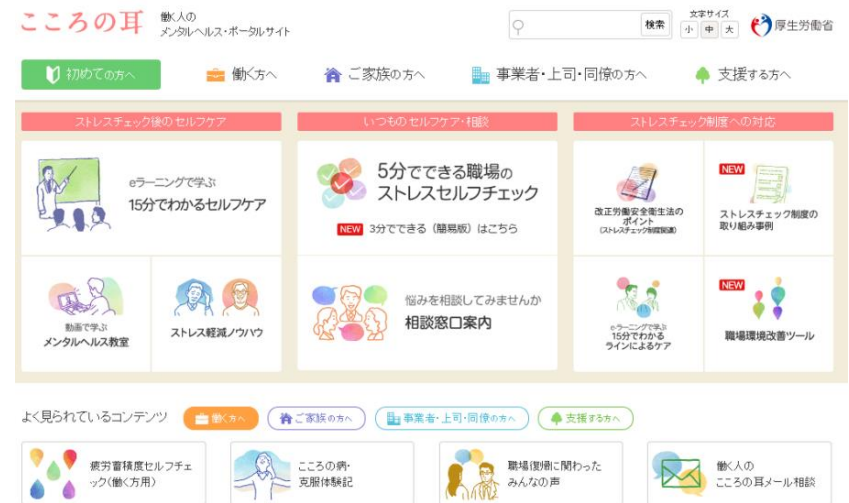 こころの耳
働く人の
メンタルヘルス・ポータルサイト
検索
文字サイズ
小 中 大
厚生労働省
初めての方へ
働く方へ
ご家族の方へ
事業者・上司・同僚の方へ
支援する方へ
ストレスチェック後のセルフケア
いつものセルフケア・相談
ストレスチェック制度への対応
eラーニングで学ぶ
15分でわかるセルフケア
5分でできる職場の
ストレスセルフチェック
NEW 3分でできる（簡易版）はこちら
改正労働安全衛生法の
ポイント
(ストレスチェック制度関連)
NEW
ストレスチェック制度の
取り組み事例
動画で学ぶ
メンタルヘルス教室
ストレス軽減ノウハウ
悩みを相談してみませんか
相談窓口案内
eラーニングで学ぶ
15分でわかる
ラインによるケア
NEW
職場環境改善ツール
よく見られているコンテンツ
働く方へ
ご家族の方へ
事業者・上司・同僚の方へ
支援する方へ
疲労蓄積度セルフチェ
ック(働く方用)
こころの病・
克服体験記
職場復帰に関わった
みんなの声
働く人の
こころの耳メール相談